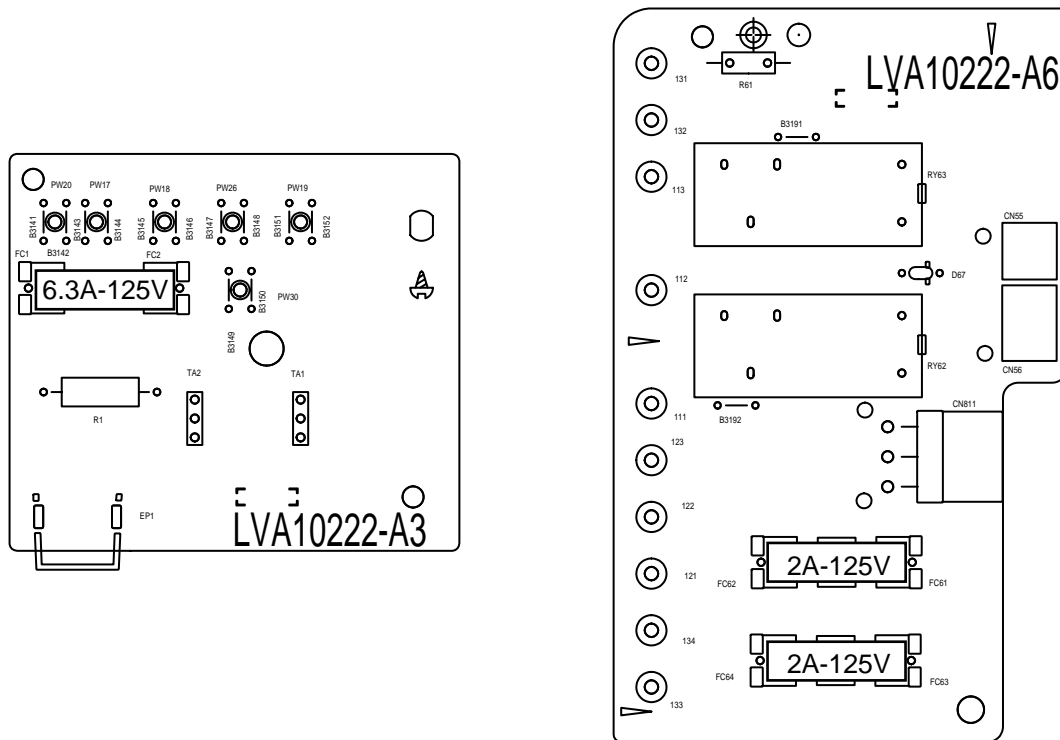 PW20 PW17 PW18 PW26 PW19
B3141 B3143 B3144 B3145 B3146 B3147 B3148 B3151 B3152
FC1 B3142 FC2
6.3A-125V
B3150 PW30
B3149
TA2 TA1
R1
EP1
LVA10222-A3
131 R61
LVA10222-A6
132 B3191
113 RY63
CN55
112 D67
RY62
CN56
111 B3192 CN811
123
122
121 FC62 2A-125V FC61
134
133 FC64 2A-125V FC63